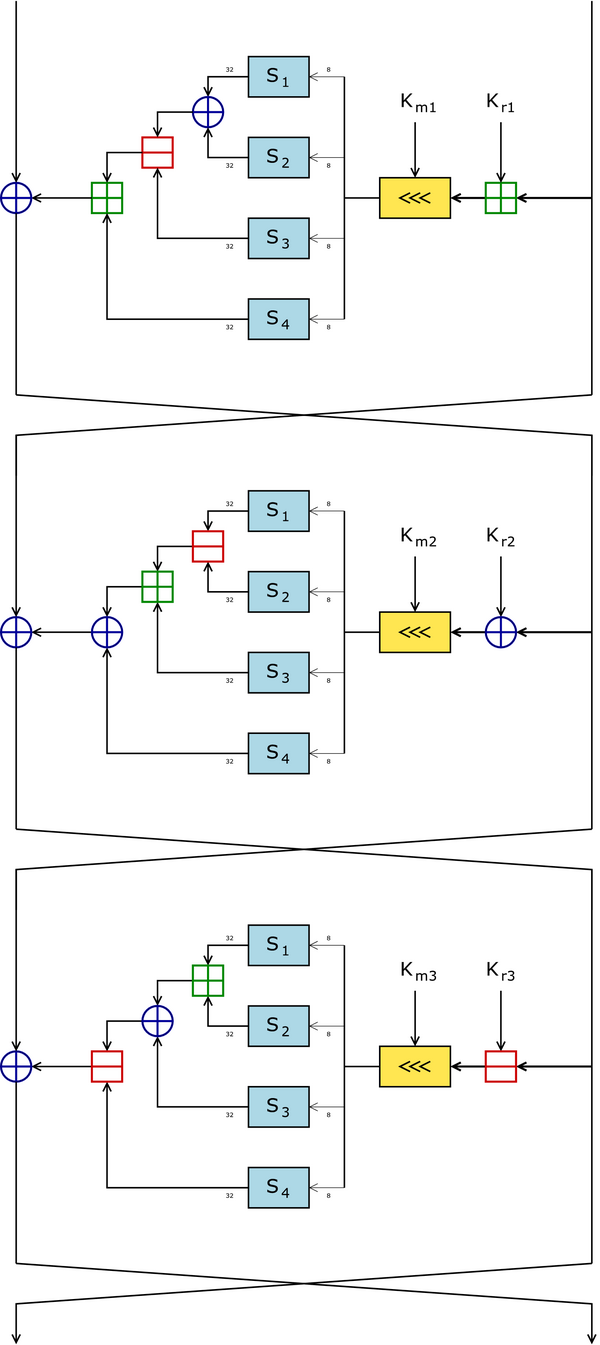 32 S1 8
Km1 Kr1
32 S2 8
<<<
32 S3 8
32 S4 8
32 S1 8
Km2 Kr2
32 S2 8
<<<
32 S3 8
32 S4 8
32 S1 8
Km3 Kr3
32 S2 8
<<<
32 S3 8
32 S4 8